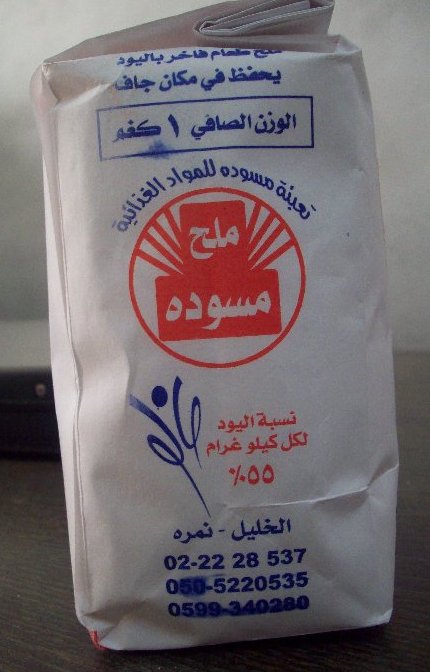 ملح طعام فاخر باليود
يحفظ في مكان جاف
الوزن الصافي ١ كغم
تعبئة مسوده للمواد الغذائية
ملح
مسوده
نسبة اليود
لكل كيلو غرام
٥٥٪
الخليل - نمره
02-22 28 537
050-5220535
0599-340280